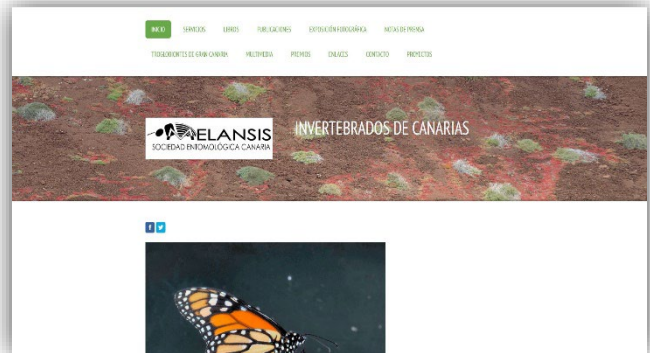 INICIO SERVICIOS LIBROS PUBLICACIONES EXPOSICIÓN FOTOGRÁFICA NOTAS DE PRENSA
TROGLOBIONTES DE GRAN CANARIA MULTIMEDIA PREMIOS ENLACES CONTACTO PROYECTOS
ELANSIS
SOCIEDAD ENTOMOLÓGICA CANARIA
INVERTEBRADOS DE CANARIAS